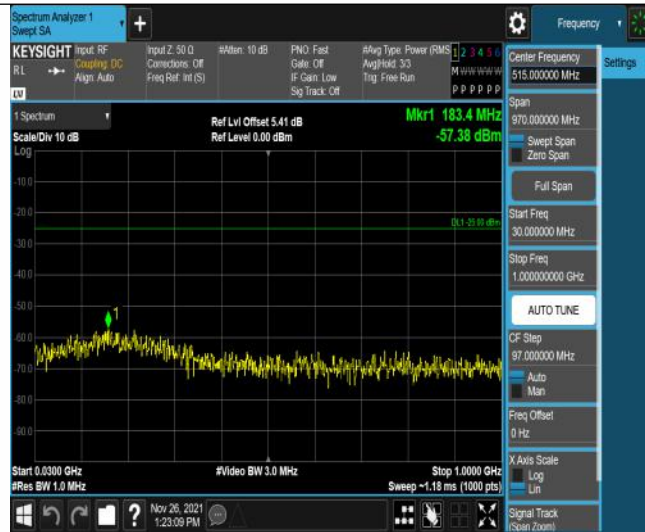 Spectrum Analyzer 1
Swept SA
+
Frequency
KEYSIGHT
RL
LXI
Input: RF
Coupling: DC
Align: Auto
Input Z: 50 Ω
Corrections: Off
Freq Ref: Int (S)
#Atten: 10 dB
PNO: Fast
Gate: Off
IF Gain: Low
Sig Track: Off
#Avg Type: Power (RMS
Avg|Hold: 3/3
Trig: Free Run
1 2 3 4 5 6
M W W W W W
P P P P P P
1 Spectrum
Scale/Div 10 dB
Log
Ref Lvl Offset 5.41 dB
Ref Level 0.00 dBm
Mkr1 183.4 MHz
-57.38 dBm
-10.0
-20.0
DL1 -25.00 dBm
-30.0
-40.0
-50.0
1
-60.0
-70.0
-80.0
-90.0
Start 0.0300 GHz
#Res BW 1.0 MHz
#Video BW 3.0 MHz
Stop 1.0000 GHz
Sweep ~1.18 ms (1000 pts)
Center Frequency
515.000000 MHz
Settings
Span
970.000000 MHz
Swept Span
Zero Span
Full Span
Start Freq
30.000000 MHz
Stop Freq
1.000000000 GHz
AUTO TUNE
CF Step
97.000000 MHz
Auto
Man
Freq Offset
0 Hz
X Axis Scale
Log
Lin
Signal Track
(Span Zoom)
?
Nov 26, 2021
1:23:09 PM